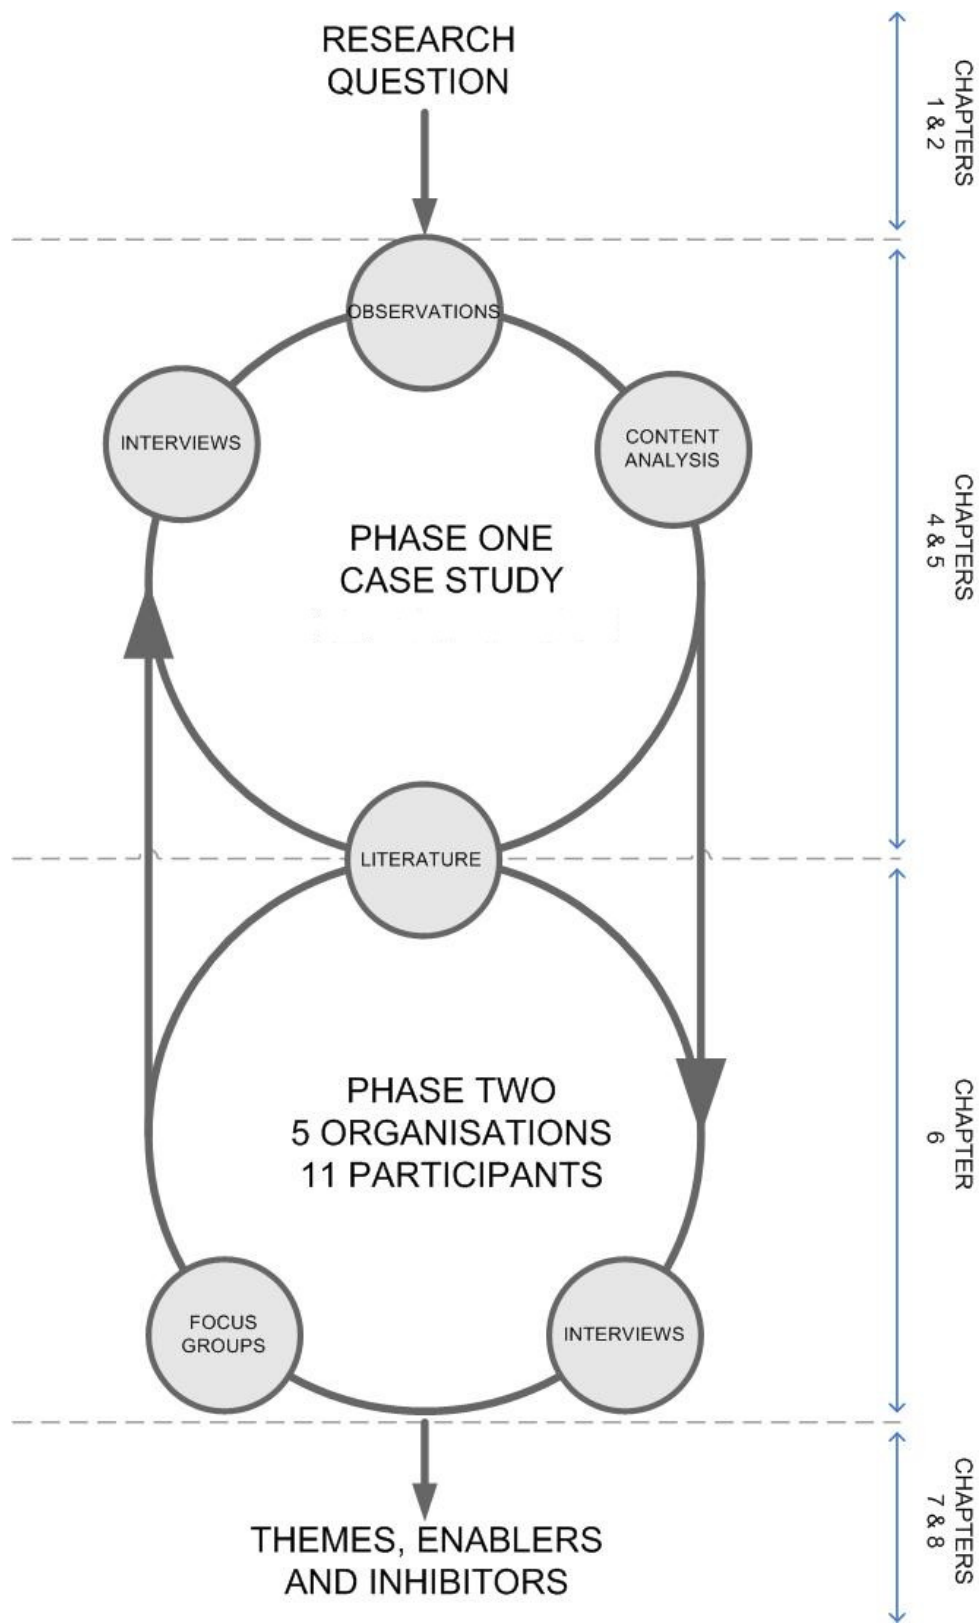 RESEARCH
QUESTION
CHAPTERS
1 & 2
OBSERVATIONS
INTERVIEWS
CONTENT
ANALYSIS
PHASE ONE
CASE STUDY
CHAPTERS
4 & 5
LITERATURE
PHASE TWO
5 ORGANISATIONS
11 PARTICIPANTS
CHAPTER
6
FOCUS
GROUPS
INTERVIEWS
THEMES, ENABLERS
AND INHIBITORS
CHAPTERS
7 & 8